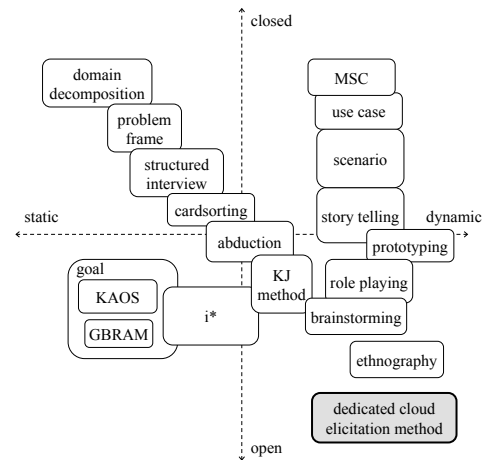 closed
domain
decomposition
MSC
use case
problem
frame
structured
interview
scenario
cardsorting
story telling
static
dynamic
abduction
prototyping
goal
KAOS
GBRAM
i*
KJ
method
role playing
brainstorming
ethnography
dedicated cloud
elicitation method
open